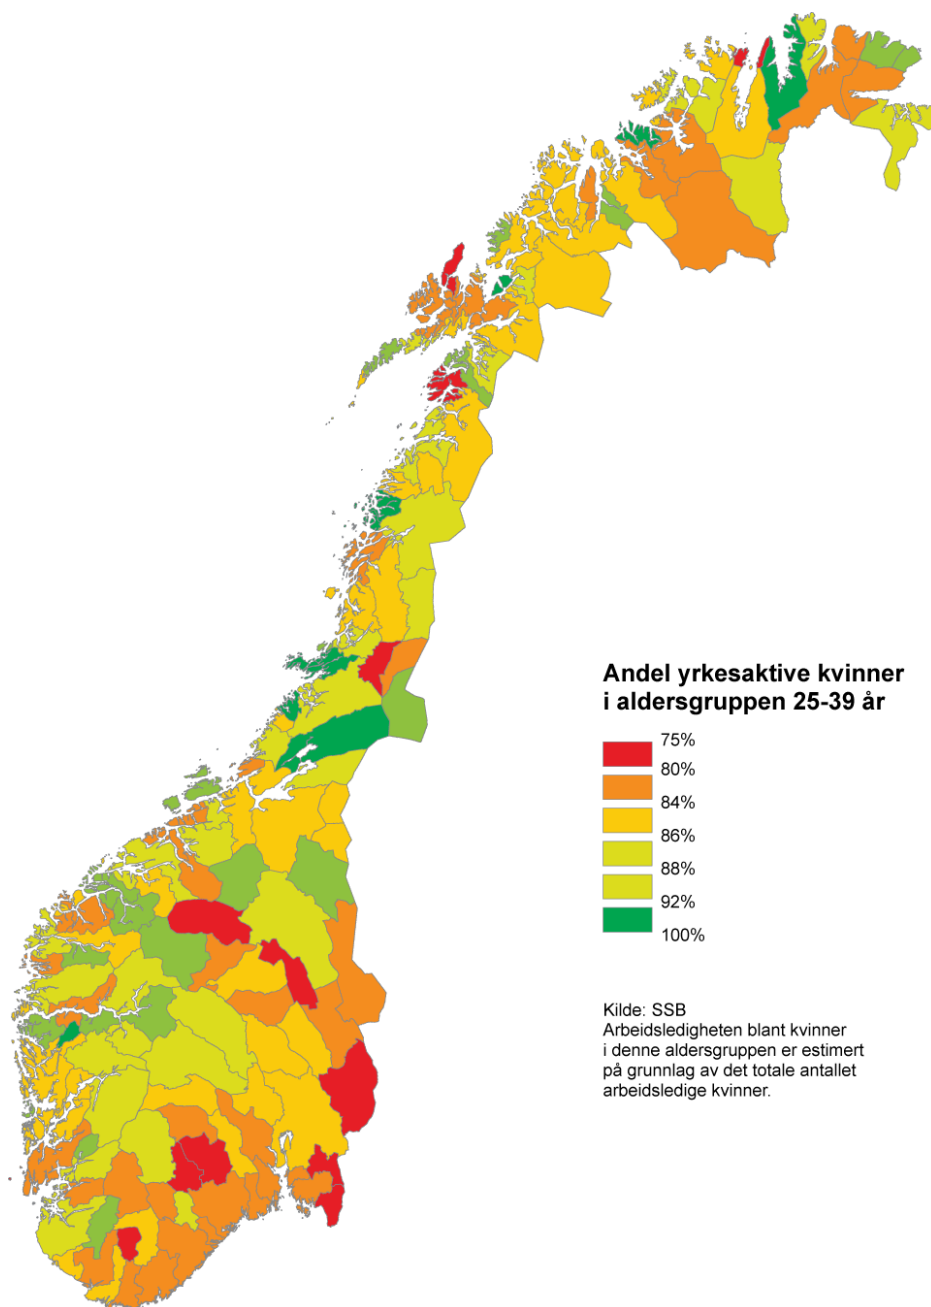 Andel yrkesaktive kvinner
i aldersgruppen 25-39 år
75%
80%
84%
86%
88%
92%
100%
Kilde: SSB
Arbeidsledigheten blant kvinner
i denne aldersgruppen er estimert
på grunnlag av det totale antallet
arbeidsledige kvinner.